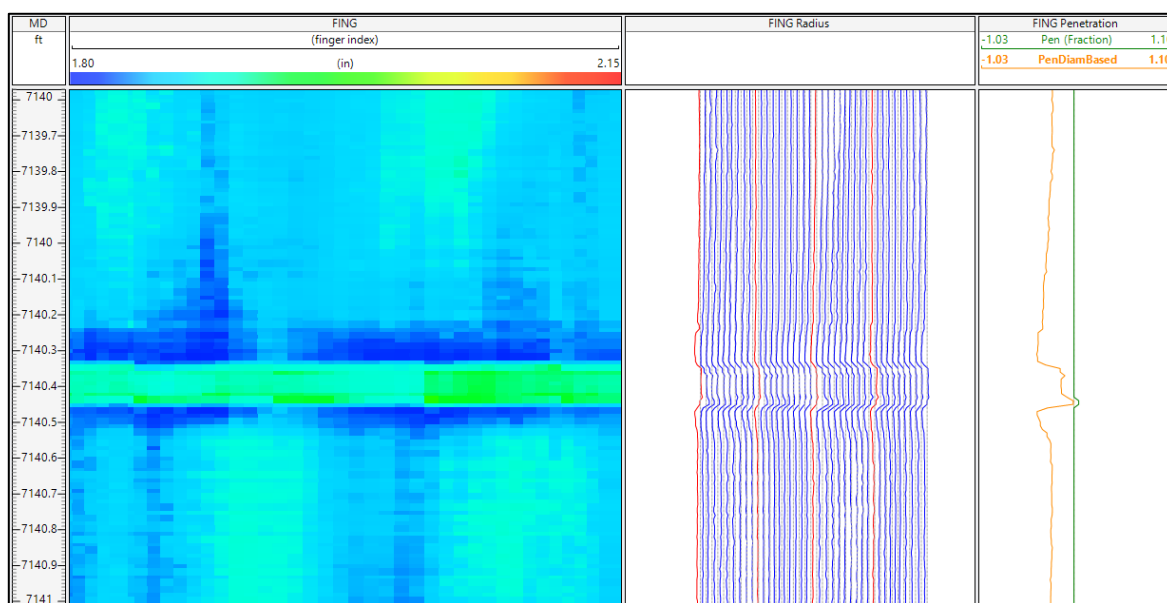 MD
ft
FING
(finger index)
1.80 (in) 2.15
FING Radius
FING Penetration
-1.03 Pen (Fraction)
-1.03 PenDiamBased 1.10
7140
7139.7
7139.8
7139.9
7140
7140.1
7140.2
7140.3
7140.4
7140.5
7140.6
7140.7
7140.8
7140.9
7141